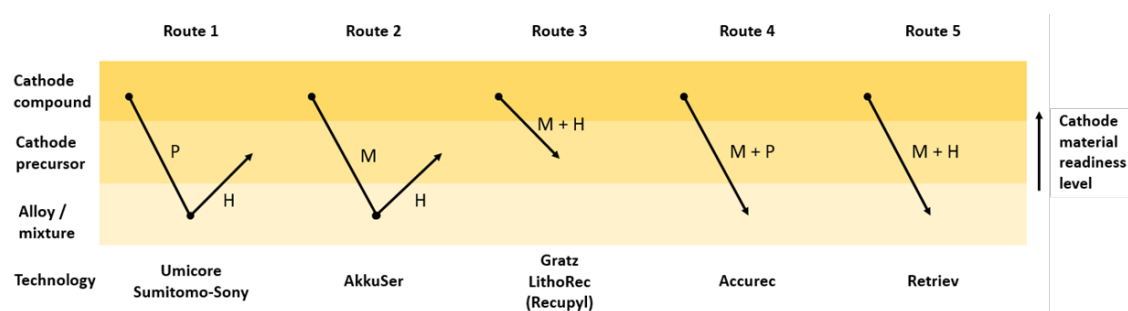 Route 1
Route 2
Route 3
Route 4
Route 5
Cathode
compound
Cathode
precursor
Alloy /
mixture
P
H
M
H
M + H
M + P
M + H
Cathode
material
readiness
level
Technology
Umicore
Sumitomo-Sony
AkkuSer
Gratz
LithoRec
(Recupyl)
Accurec
Retriev